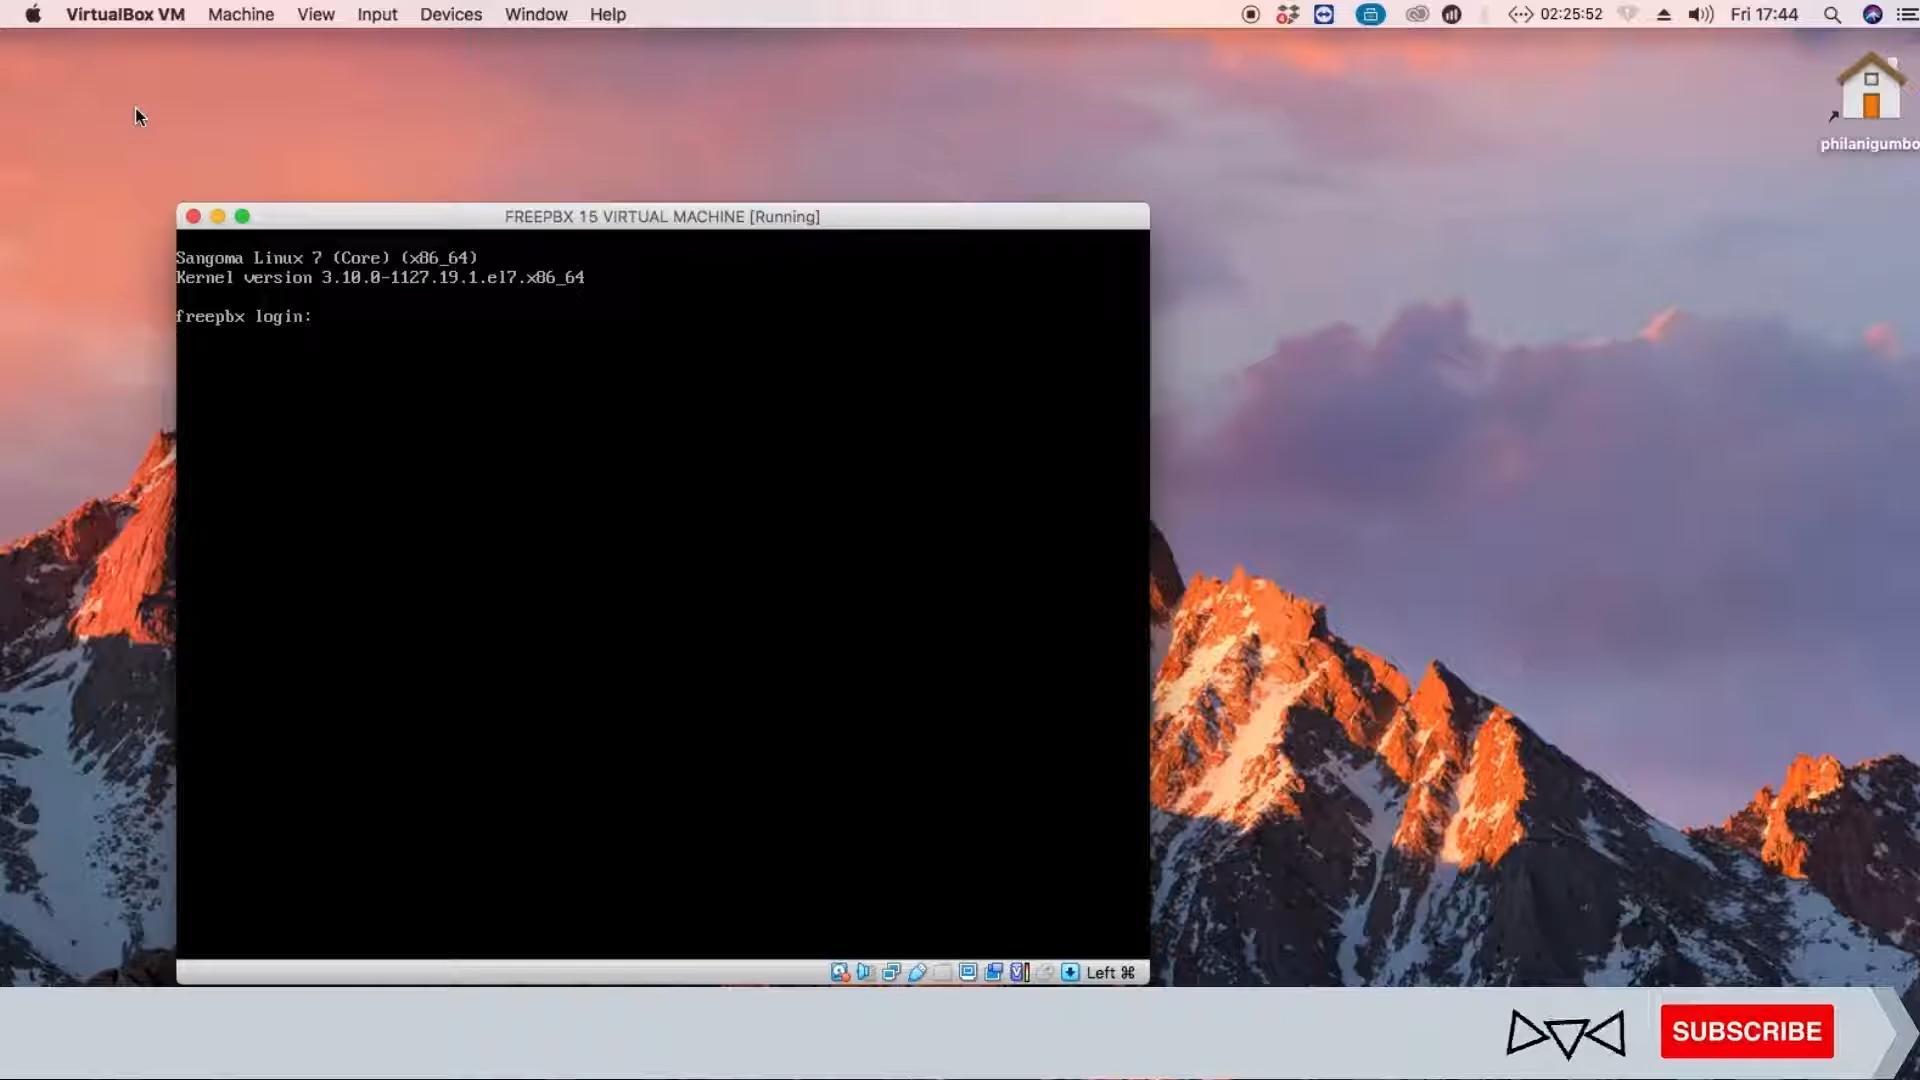 VirtualBox VM Machine View Input Devices Window Help 02:25:52 Fri 17:44
philanigumbo
FREEPBX 15 VIRTUAL MACHINE [Running]
Sangoma Linux 7 (Core) (x86_64)
Kernel version 3.10.0-1127.19.1.el7.x86_64
freepbx login:
Left ⌘
SUBSCRIBE